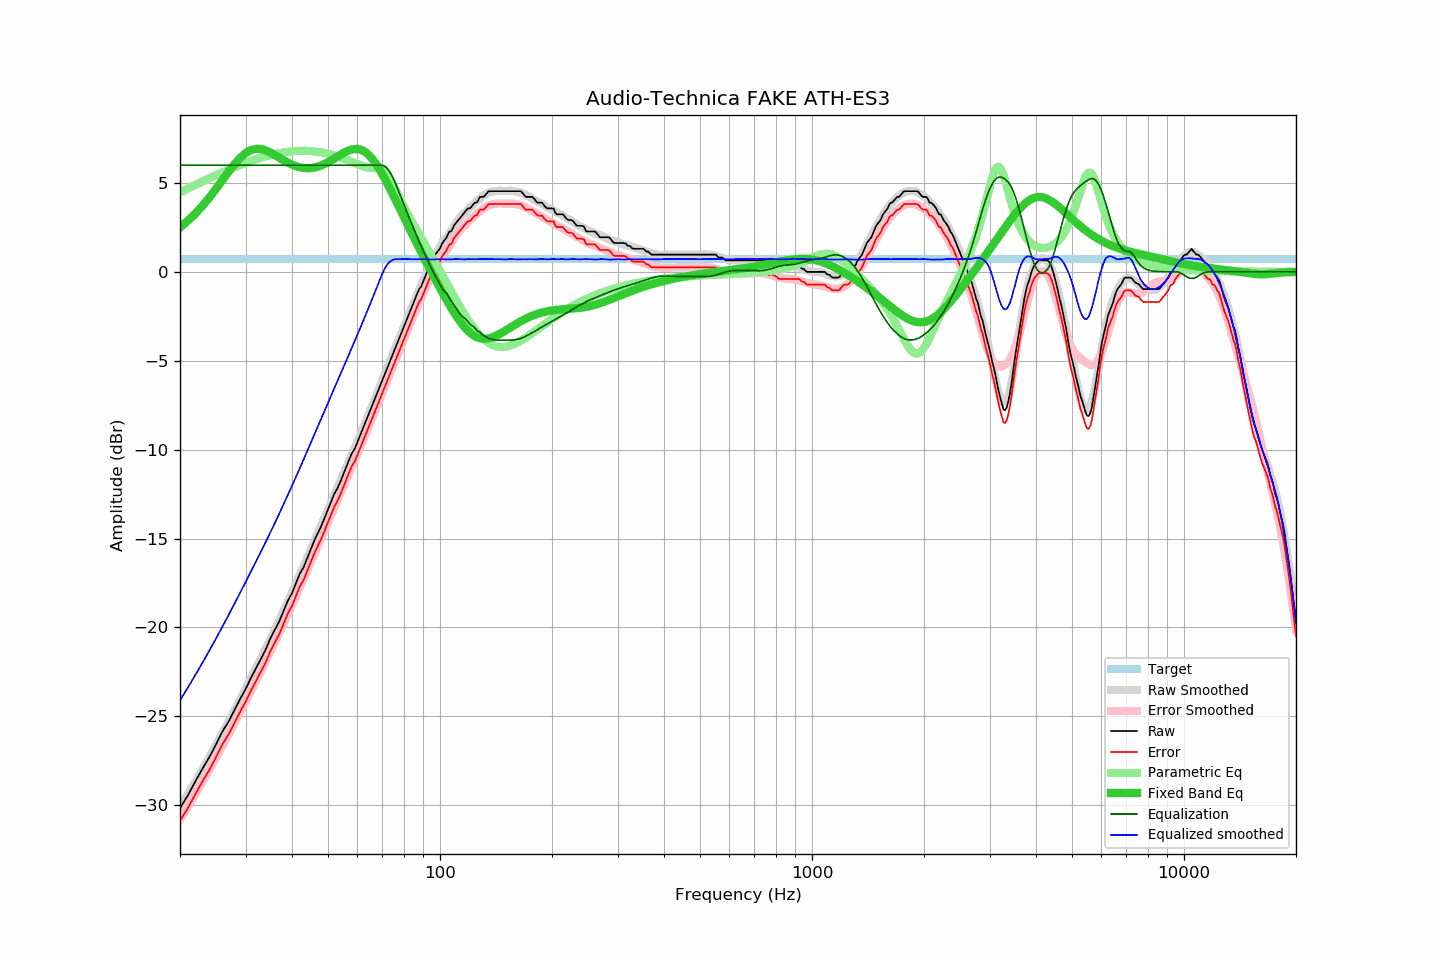 Audio-Technica FAKE ATH-ES3
Amplitude (dBr)
5
0
−5
−10
−15
−20
−25
−30
100
1000
10000
Frequency (Hz)
Target
Raw Smoothed
Error Smoothed
Raw
Error
Parametric Eq
Fixed Band Eq
Equalization
Equalized smoothed